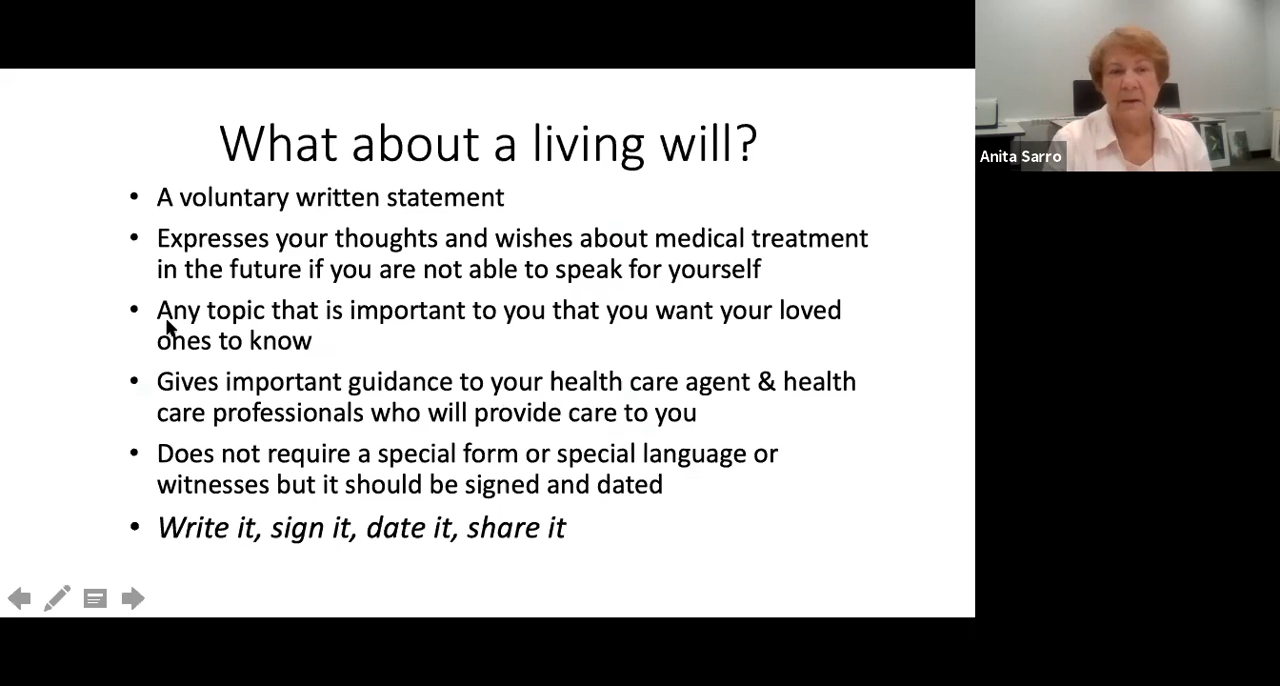 What about a living will?
• A voluntary written statement
• Expresses your thoughts and wishes about medical treatment
in the future if you are not able to speak for yourself
• Any topic that is important to you that you want your loved
ones to know
• Gives important guidance to your health care agent & health
care professionals who will provide care to you
• Does not require a special form or special language or
witnesses but it should be signed and dated
• Write it, sign it, date it, share it
Anita Sarro